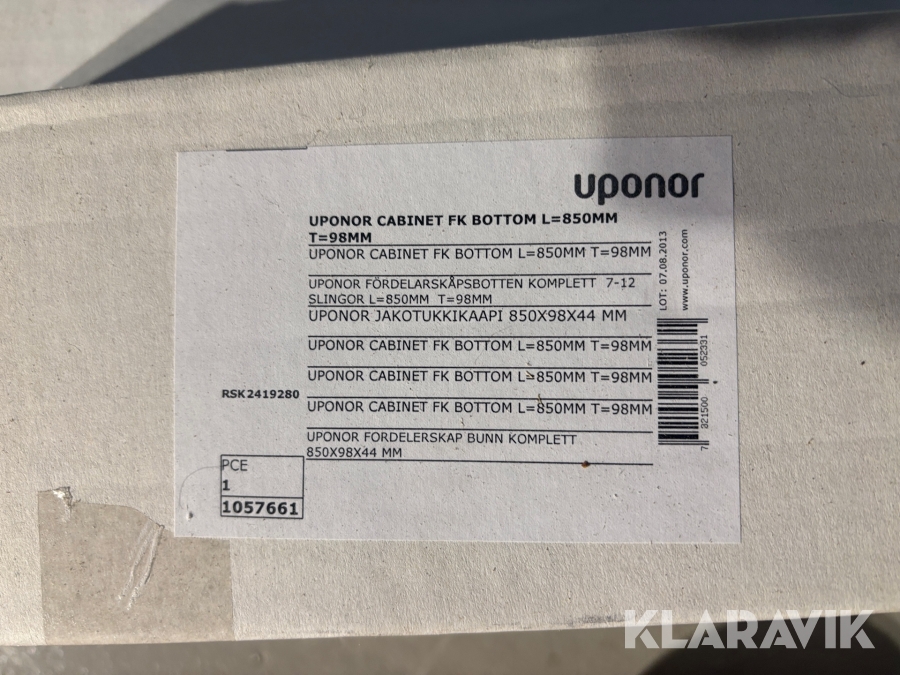 uponor
UPONOR CABINET FK BOTTOM L=850MM
T=98MM
UPONOR CABINET FK BOTTOM L=850MM T=98MM
UPONOR FÖRDELARSKÅPSBOTTEN KOMPLETT 7-12
SLINGOR L=850MM T=98MM
UPONOR JAKOTUKKIKAAPI 850X98X44 MM
UPONOR CABINET FK BOTTOM L=850MM T=98MM
UPONOR CABINET FK BOTTOM L=850MM T=98MM
UPONOR CABINET FK BOTTOM L=850MM T=98MM
UPONOR FORDELERSKAP BUNN KOMPLETT
850X98X44 MM
RSK2419280
PCE
1
1057661
LOT: 07.08.2013
www.uponor.com
7 321500 052331
KLARAVIK